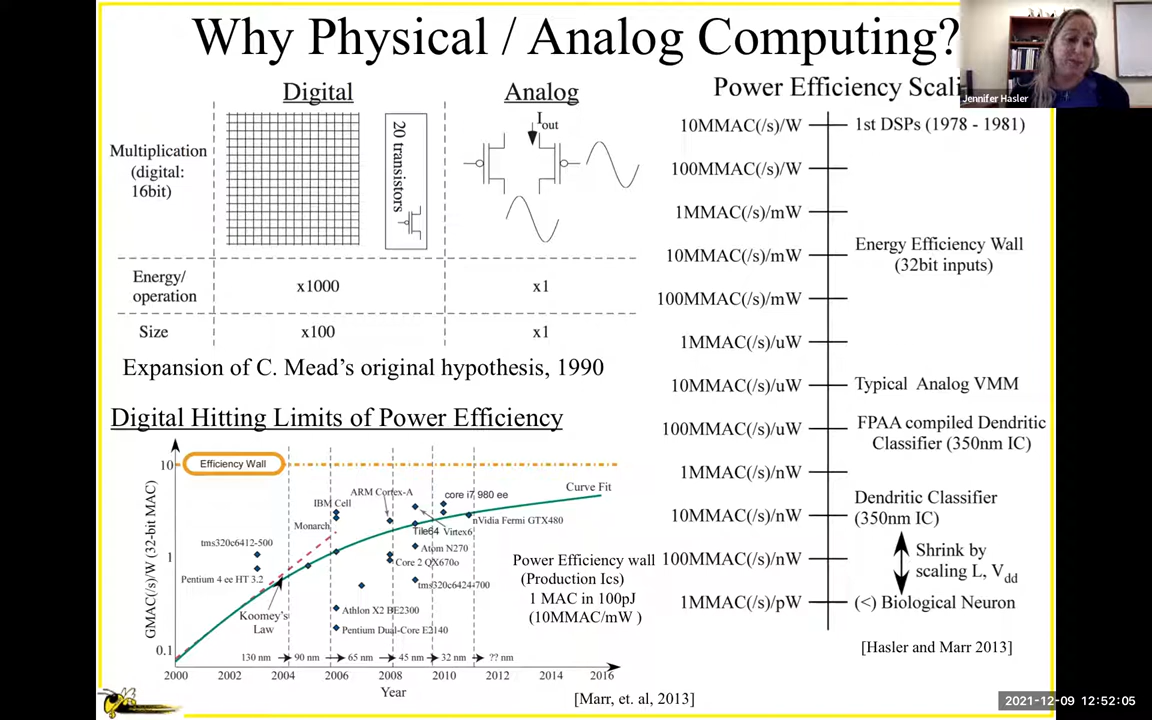 Why Physical / Analog Computing?
Jennifer Hasler
Digital
Analog
Multiplication
(digital:
16bit)
20 transistors
Iout
Energy/
operation
x1000
x1
Size
x100
x1
Expansion of C. Mead's original hypothesis, 1990
Digital Hitting Limits of Power Efficiency
GMAC(/s)/W (32-bit MAC)
10
1
0.1
Efficiency Wall
Curve Fit
ARM Cortex-A
core i7 980 ee
IBM Cell
Monarch
nVidia Fermi GTX480
Tile64
Virtex6
tms320c6412-500
Atom N270
Core 2 QX670o
Pentium 4 ee HT 3.2
tms320c6424-700
Koomey's
Law
Athlon X2 BE2300
Pentium Dual-Core E2140
130 nm
90 nm
65 nm
45 nm
32 nm
?? nm
2000
2002
2004
2006
2008
2010
2012
2014
2016
Year
Power Efficiency wall
(Production Ics)
1 MAC in 100pJ
(10MMAC/mW )
[Marr, et. al, 2013]
Power Efficiency Scali
10MMAC(/s)/W
1st DSPs (1978 - 1981)
100MMAC(/s)/W
1MMAC(/s)/mW
10MMAC(/s)/mW
Energy Efficiency Wall
(32bit inputs)
100MMAC(/s)/mW
1MMAC(/s)/uW
10MMAC(/s)/uW
Typical Analog VMM
100MMAC(/s)/uW
FPAA compiled Dendritic
Classifier (350nm IC)
1MMAC(/s)/nW
10MMAC(/s)/nW
Dendritic Classifier
(350nm IC)
100MMAC(/s)/nW
Shrink by
scaling L, Vdd
1MMAC(/s)/pW
(<) Biological Neuron
[Hasler and Marr 2013]
2021-12-09 12:52:05